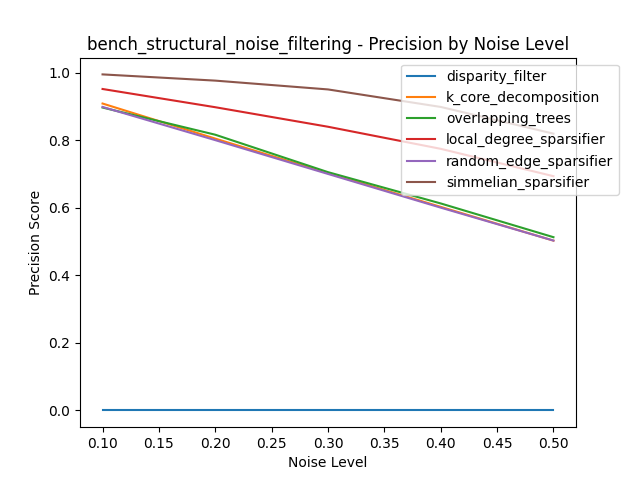 bench_structural_noise_filtering - Precision by Noise Level
disparity_filter
k_core_decomposition
overlapping_trees
local_degree_sparsifier
random_edge_sparsifier
simmelian_sparsifier
Precision Score
1.0
0.8
0.6
0.4
0.2
0.0
0.10 0.15 0.20 0.25 0.30 0.35 0.40 0.45 0.50
Noise Level